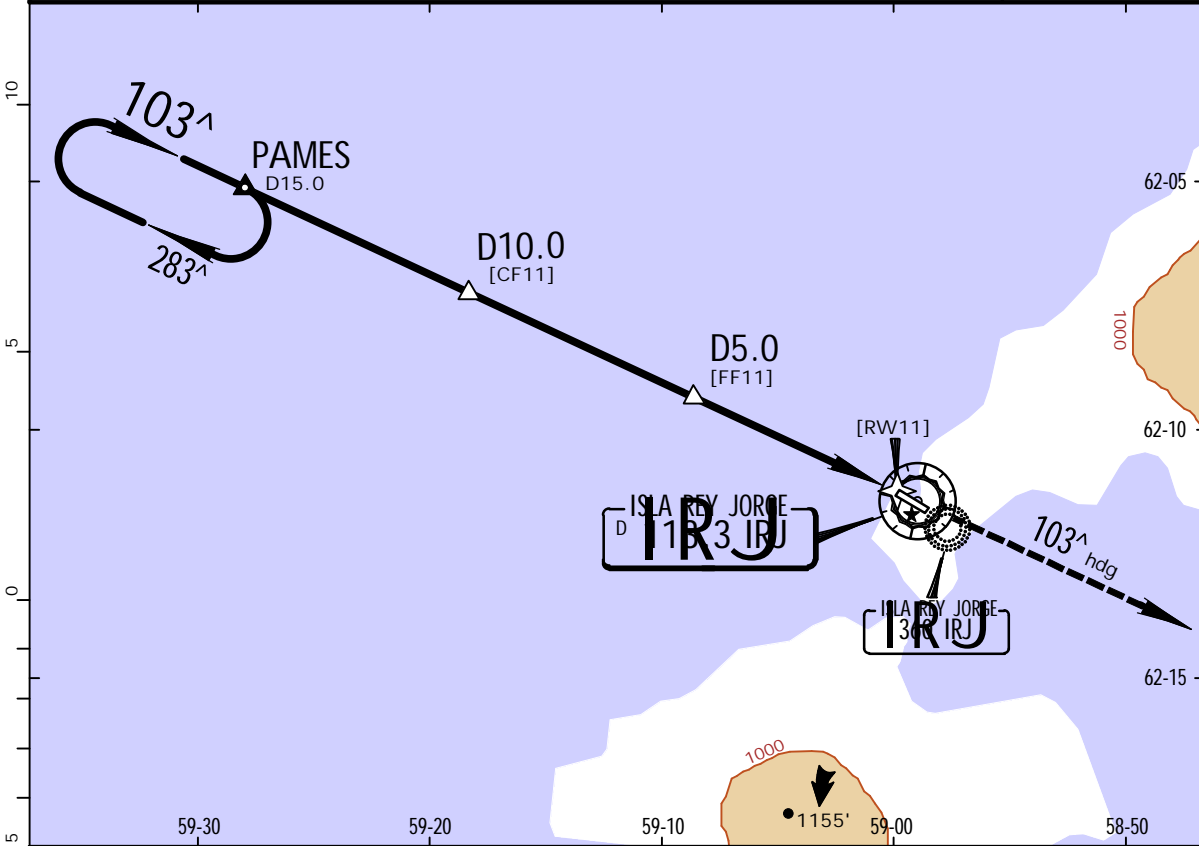 10
103^
PAMES
D15.0
62-05
283^
D10.0
[CF11]
1000
5
D5.0
[FF11]
[RW11]
62-10
ISLA REY JORGE
D 113.3 IRJ
IRJ
103^ hdg
0
ISLA REY JORGE
360 IRJ
IRJ
62-15
1000
1155'
5
59-30
59-20
59-10
59-00
58-50